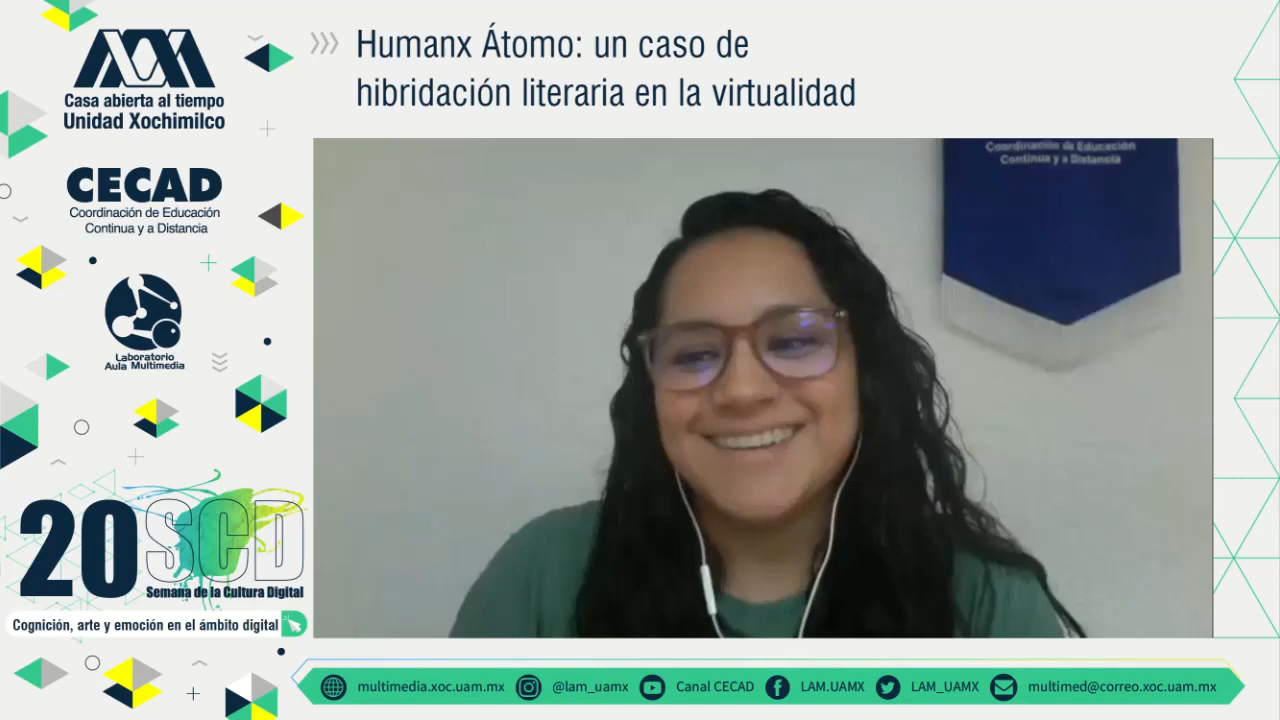 Casa abierta al tiempo
Unidad Xochimilco
CECAD
Coordinación de Educación
Continua y a Distancia
Laboratorio
Aula Multimedia
20 SCD
Semana de la Cultura Digital
Cognición, arte y emoción en el ámbito digital
Humanx Átomo: un caso de
hibridación literaria en la virtualidad
Coordinación de Educación
Continua y a Distancia
multimedia.xoc.uam.mx @lam_uamx Canal CECAD LAM.UAMX LAM_UAMX multimed@correo.xoc.uam.mx